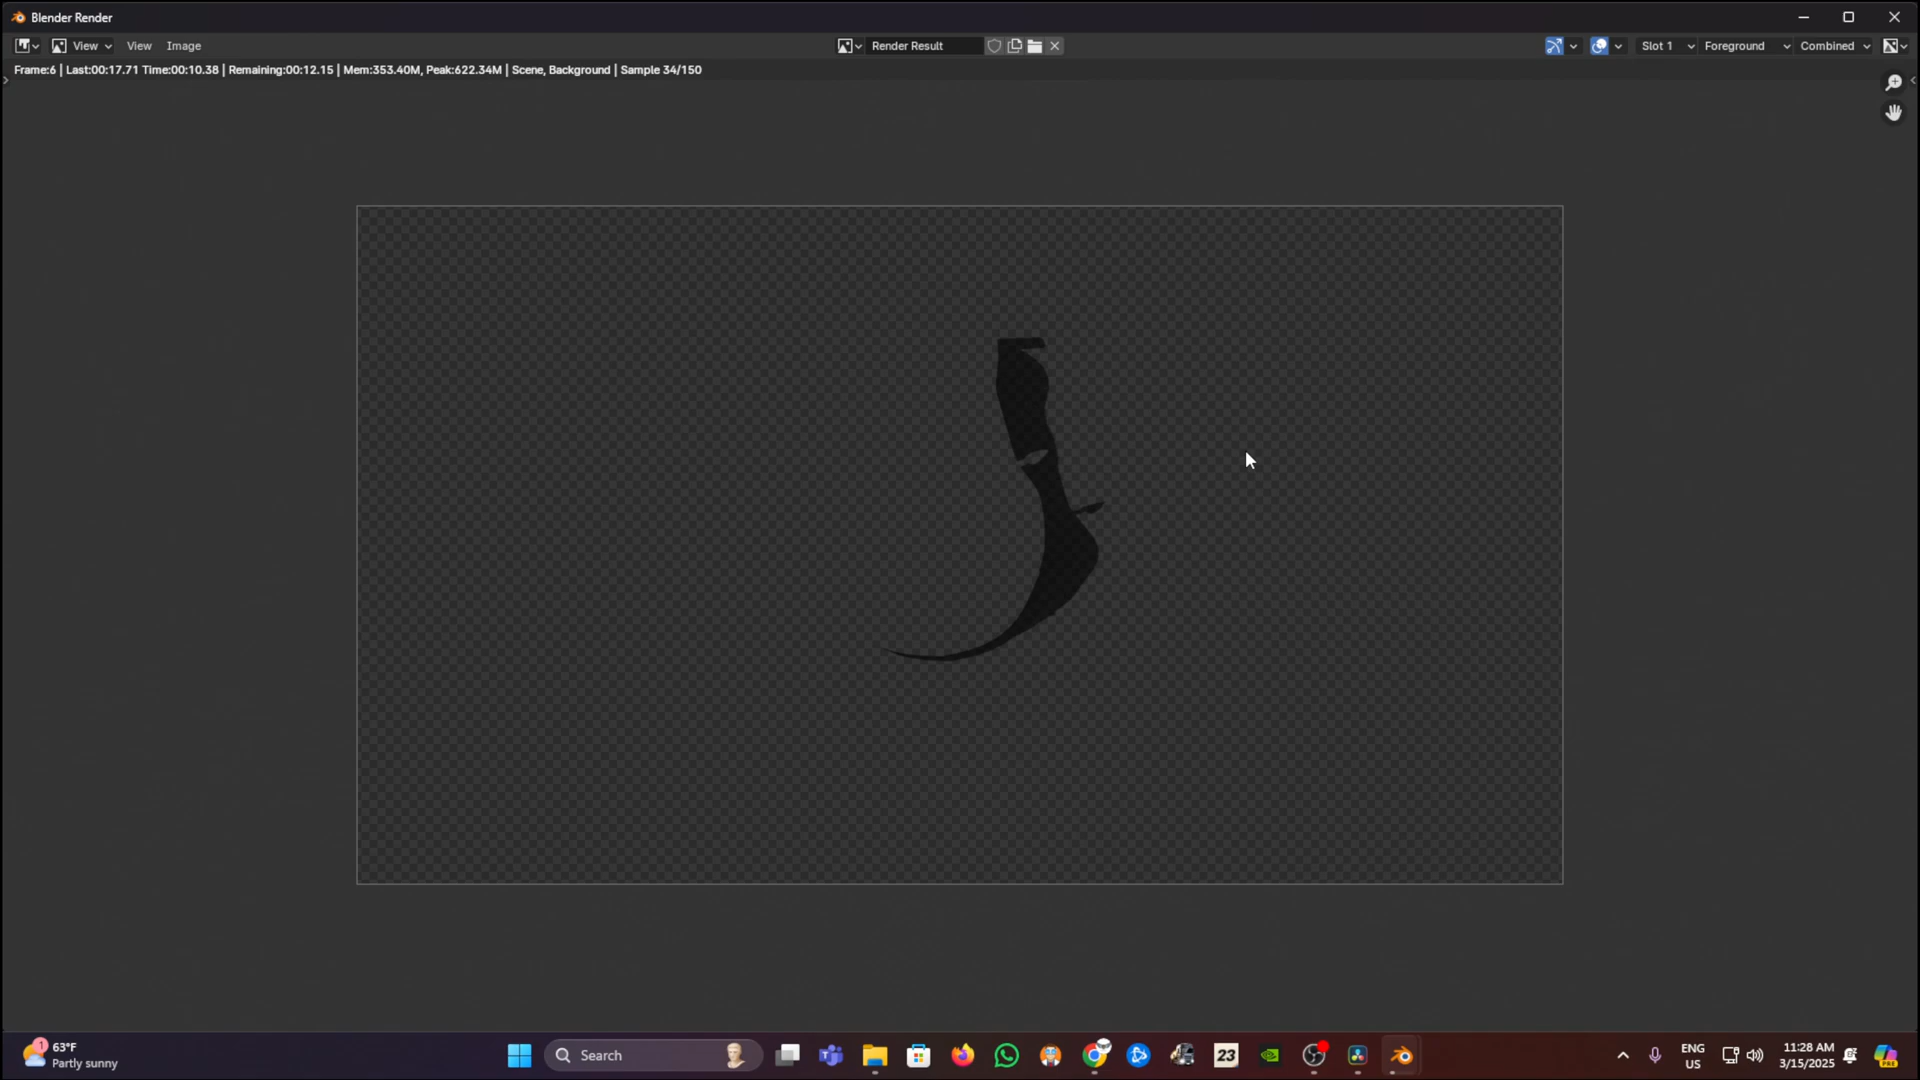 Blender Render
View View Image Render Result Slot 1 Foreground Combined
Frame:6 | Last:00:17.71 Time:00:10.38 | Remaining:00:12.15 | Mem:353.40M, Peak:622.34M | Scene, Background | Sample 34/150
1 63°F
Partly sunny
Search
23
ENG
US
11:28 AM
3/15/2025
PRE